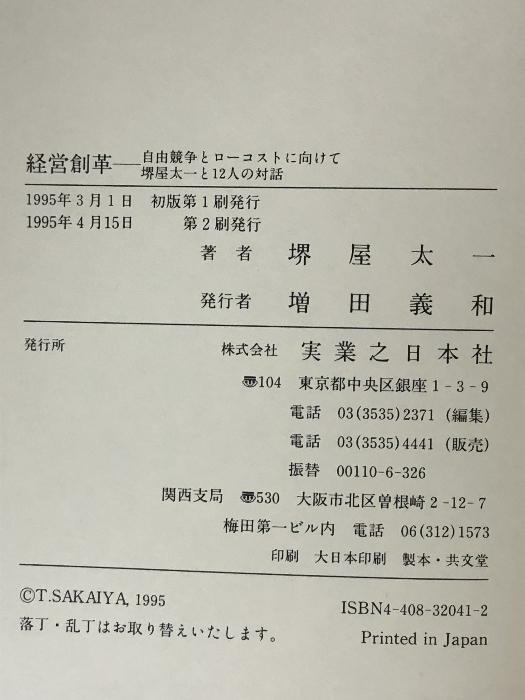 経営創革――自由競争とローコストに向けて
堺屋太一と12人の対話
1995年3月1日 初版第1刷発行
1995年4月15日 第2刷発行
著者 堺屋太一
発行者 増田義和
発行所 株式会社 実業之日本社
〠104 東京都中央区銀座1-3-9
電話 03(3535)2371(編集)
電話 03(3535)4441(販売)
振替 00110-6-326
関西支局 〠530 大阪市北区曽根崎2-12-7
梅田第一ビル内 電話 06(312)1573
印刷 大日本印刷 製本・共文堂
©T.SAKAIYA, 1995 ISBN4-408-32041-2
落丁・乱丁はお取り替えいたします。 Printed in Japan